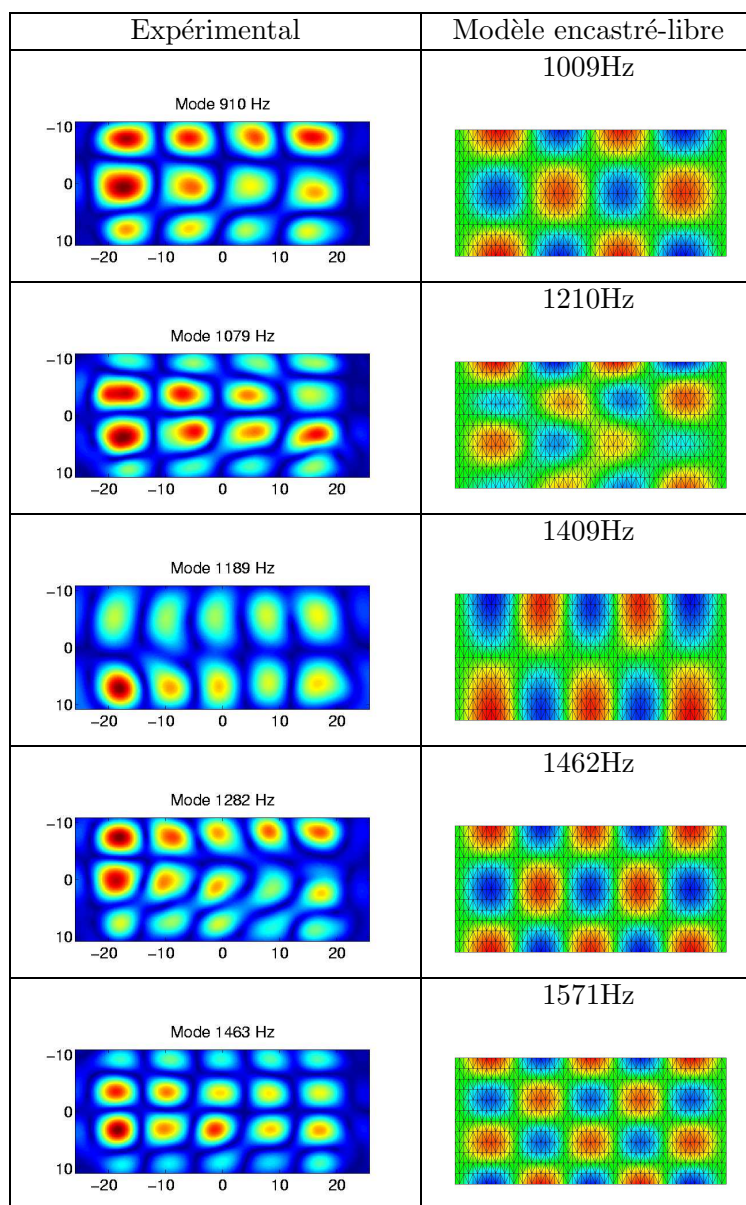 Expérimental Modèle encastré-libre
1009Hz
Mode 910 Hz
−10
0
10
−20 −10 0 10 20
1210Hz
Mode 1079 Hz
−10
0
10
−20 −10 0 10 20
1409Hz
Mode 1189 Hz
−10
0
10
−20 −10 0 10 20
1462Hz
Mode 1282 Hz
−10
0
10
−20 −10 0 10 20
1571Hz
Mode 1463 Hz
−10
0
10
−20 −10 0 10 20